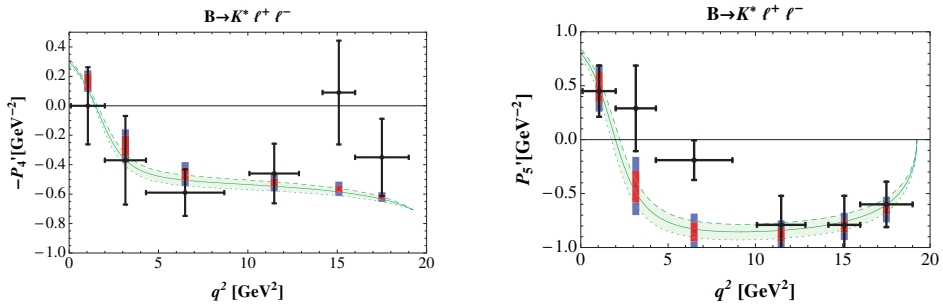 B→K* ℓ+ ℓ−
0.4
0.2
0.0
−0.2
−0.4
−0.6
−0.8
−1.0
−P4'[GeV−2]
0 5 10 15 20
q2 [GeV2]
B→K* ℓ+ ℓ−
1.0
0.5
0.0
−0.5
−1.0
P5'[GeV−2]
0 5 10 15 20
q2 [GeV2]